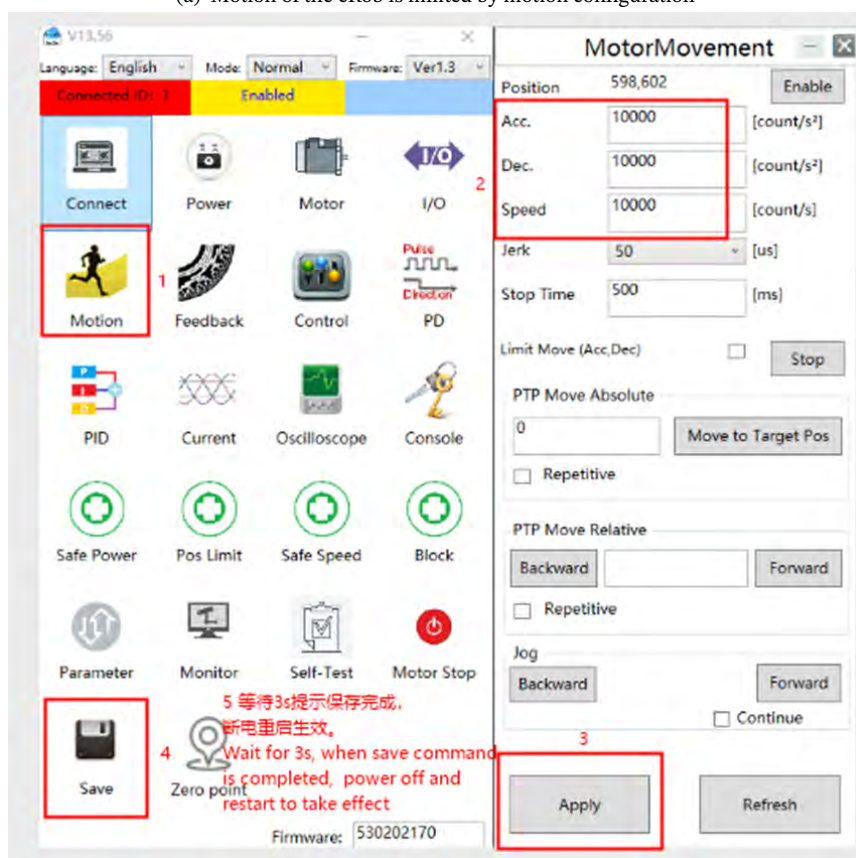 (a) Motion of the eRob is limited by motion configuration
V13.56
Language: English Mode: Normal Firmware: Ver1.3
Connected ID: 1 Enabled
Connect Power Motor I/O
1
Motion Feedback Control PD
Pulse
Direction
PID Current Oscilloscope Console
Safe Power Pos Limit Safe Speed Block
Parameter Monitor Self-Test Motor Stop
4
Save Zero point
5 等待3s提示保存完成,
断电重启生效。
Wait for 3s, when save command
is completed, power off and
restart to take effect
Firmware: 530202170
MotorMovement
Position 598,602 Enable
2
Acc. 10000 [count/s²]
Dec. 10000 [count/s²]
Speed 10000 [count/s]
Jerk 50 [us]
Stop Time 500 [ms]
Limit Move (Acc,Dec) Stop
PTP Move Absolute
0 Move to Target Pos
Repetitive
PTP Move Relative
Backward Forward
Repetitive
Jog
Backward Forward
Continue
3
Apply Refresh